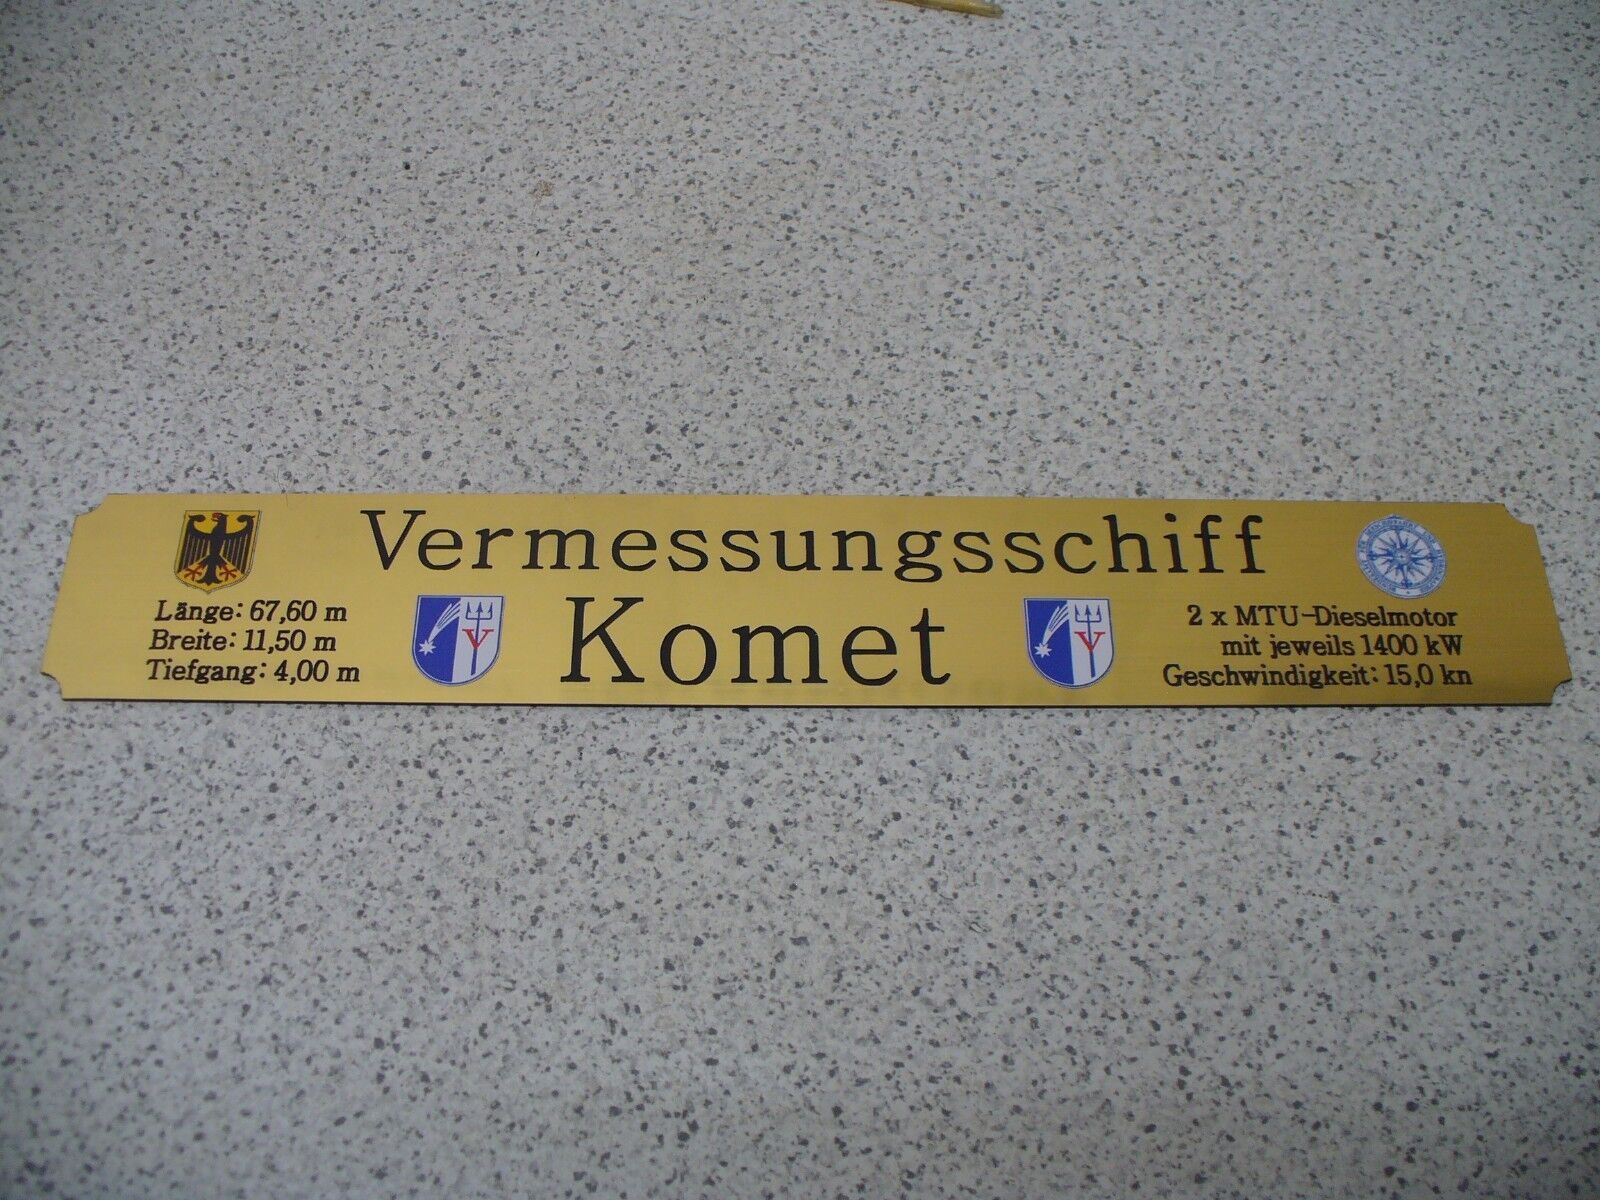 Vermessungsschiff
Komet
Länge: 67,60 m
Breite: 11,50 m
Tiefgang: 4,00 m
V
V
2 x MTU-Dieselmotor
mit jeweils 1400 kW
Geschwindigkeit: 15,0 kn